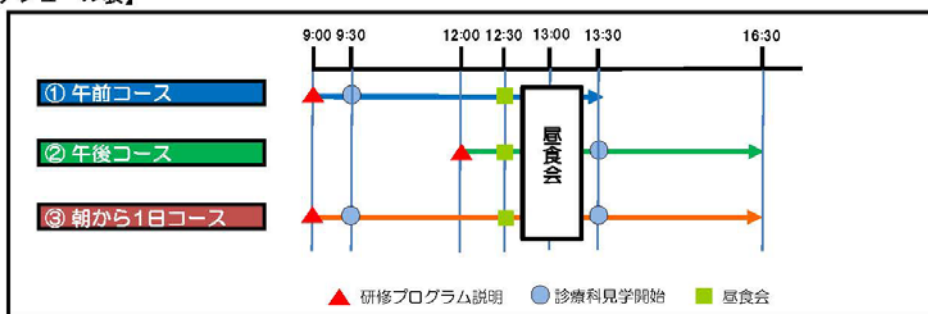 9:00 9:30 12:00 12:30 13:00 13:30 16:30
① 午前コース
② 午後コース
昼食会
③ 朝から1日コース
研修プログラム説明 診療科見学開始 昼食会